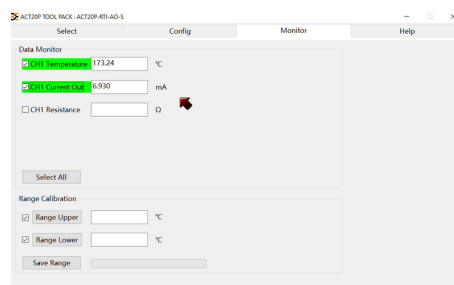 ACT20P TOOL PACK : ACT20P-RTI-AO-S
Select Config Monitor Help
Data Monitor
CH1 Temperature 173.24 °C
CH1 Current Out 6.930 mA
CH1 Resistance Ω
Select All
Range Calibration
Range Upper °C
Range Lower °C
Save Range